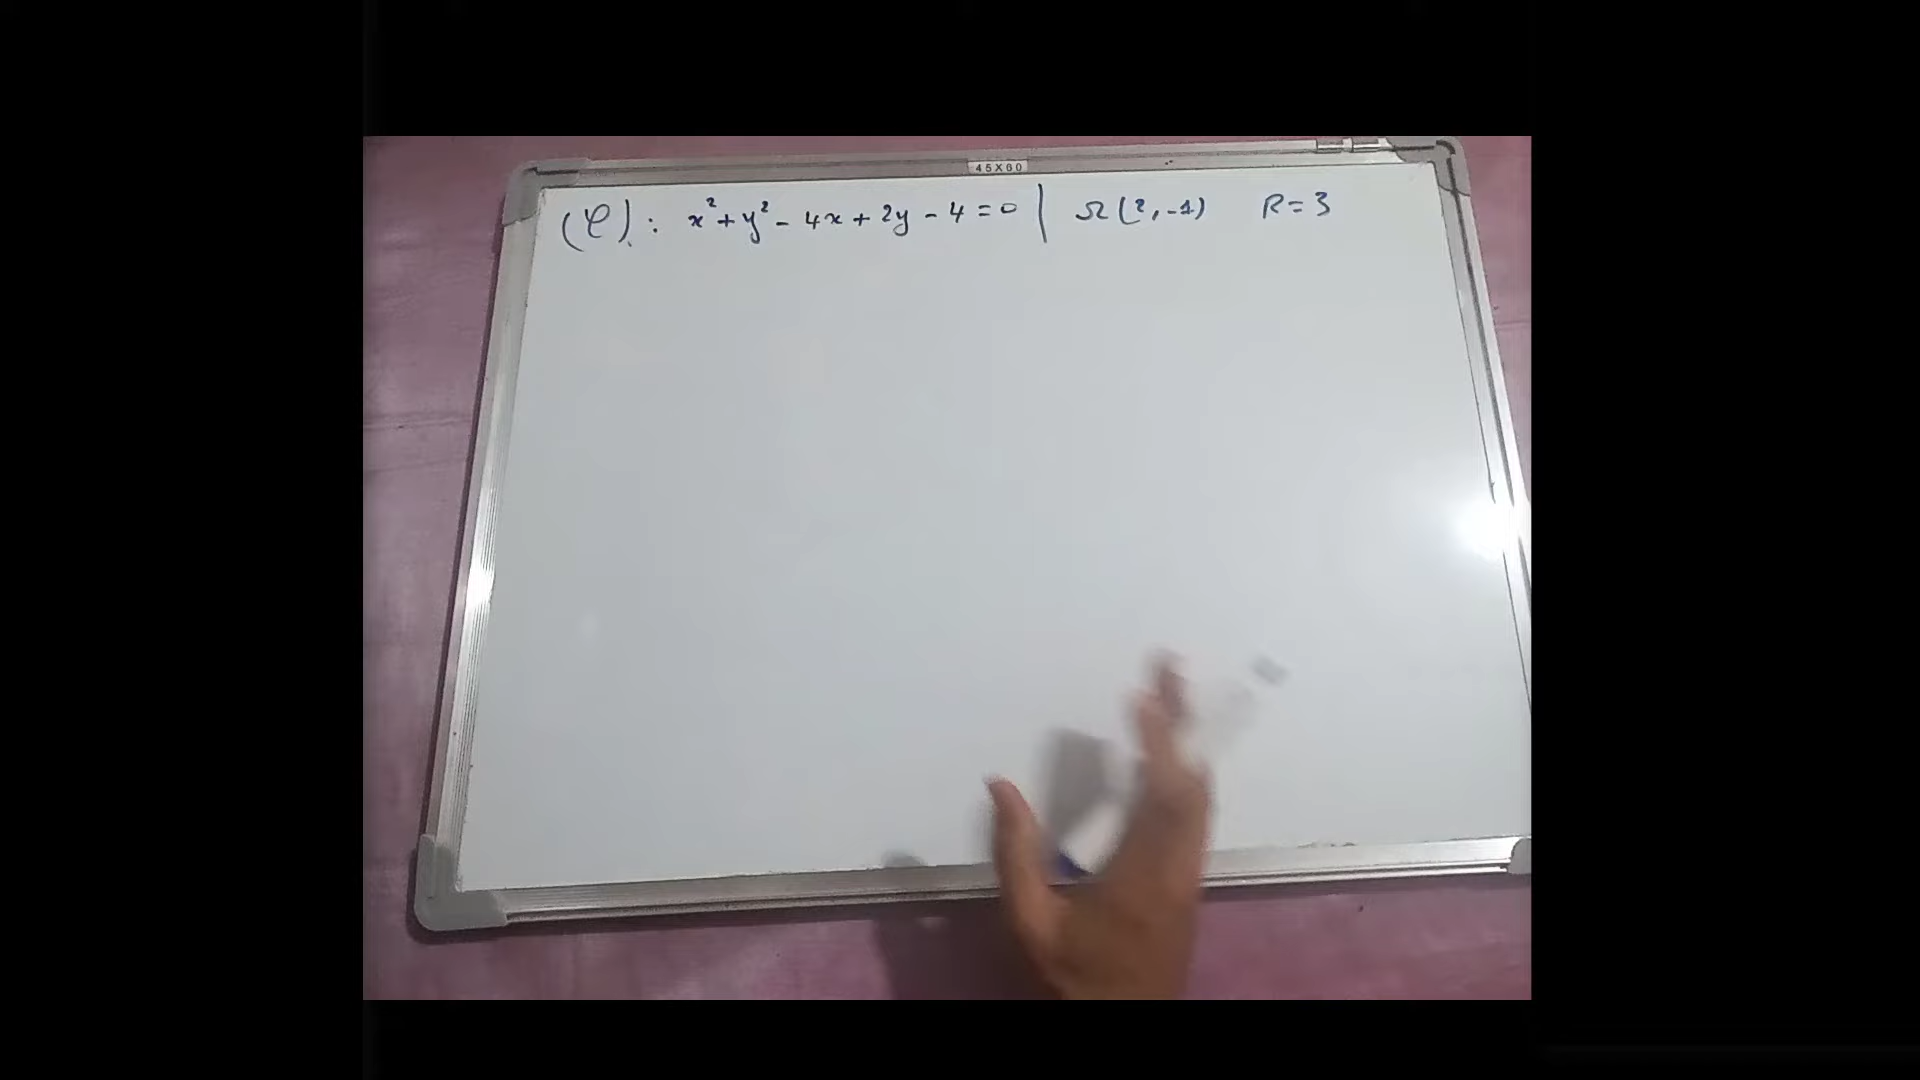 45X60
(C): x² + y² - 4x + 2y - 4 = 0 | Ω(2, -1) R = 3